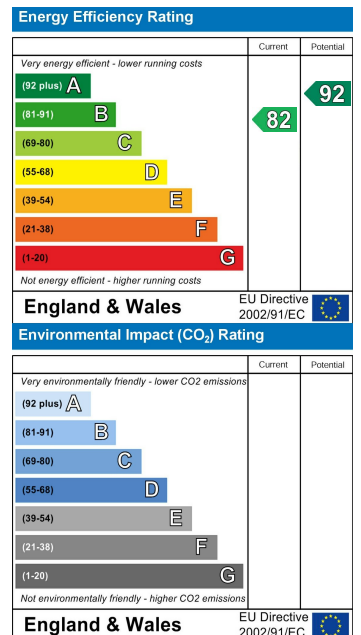 Energy Efficiency Rating
Current Potential
Very energy efficient - lower running costs
(92 plus) A
(81-91) B
(69-80) C
(55-68) D
(39-54) E
(21-38) F
(1-20) G
82
92
Not energy efficient - higher running costs
England & Wales
EU Directive
2002/91/EC
Environmental Impact (CO₂) Rating
Current Potential
Very environmentally friendly - lower CO2 emissions
(92 plus) A
(81-91) B
(69-80) C
(55-68) D
(39-54) E
(21-38) F
(1-20) G
Not environmentally friendly - higher CO2 emissions
England & Wales
EU Directive
2002/91/EC